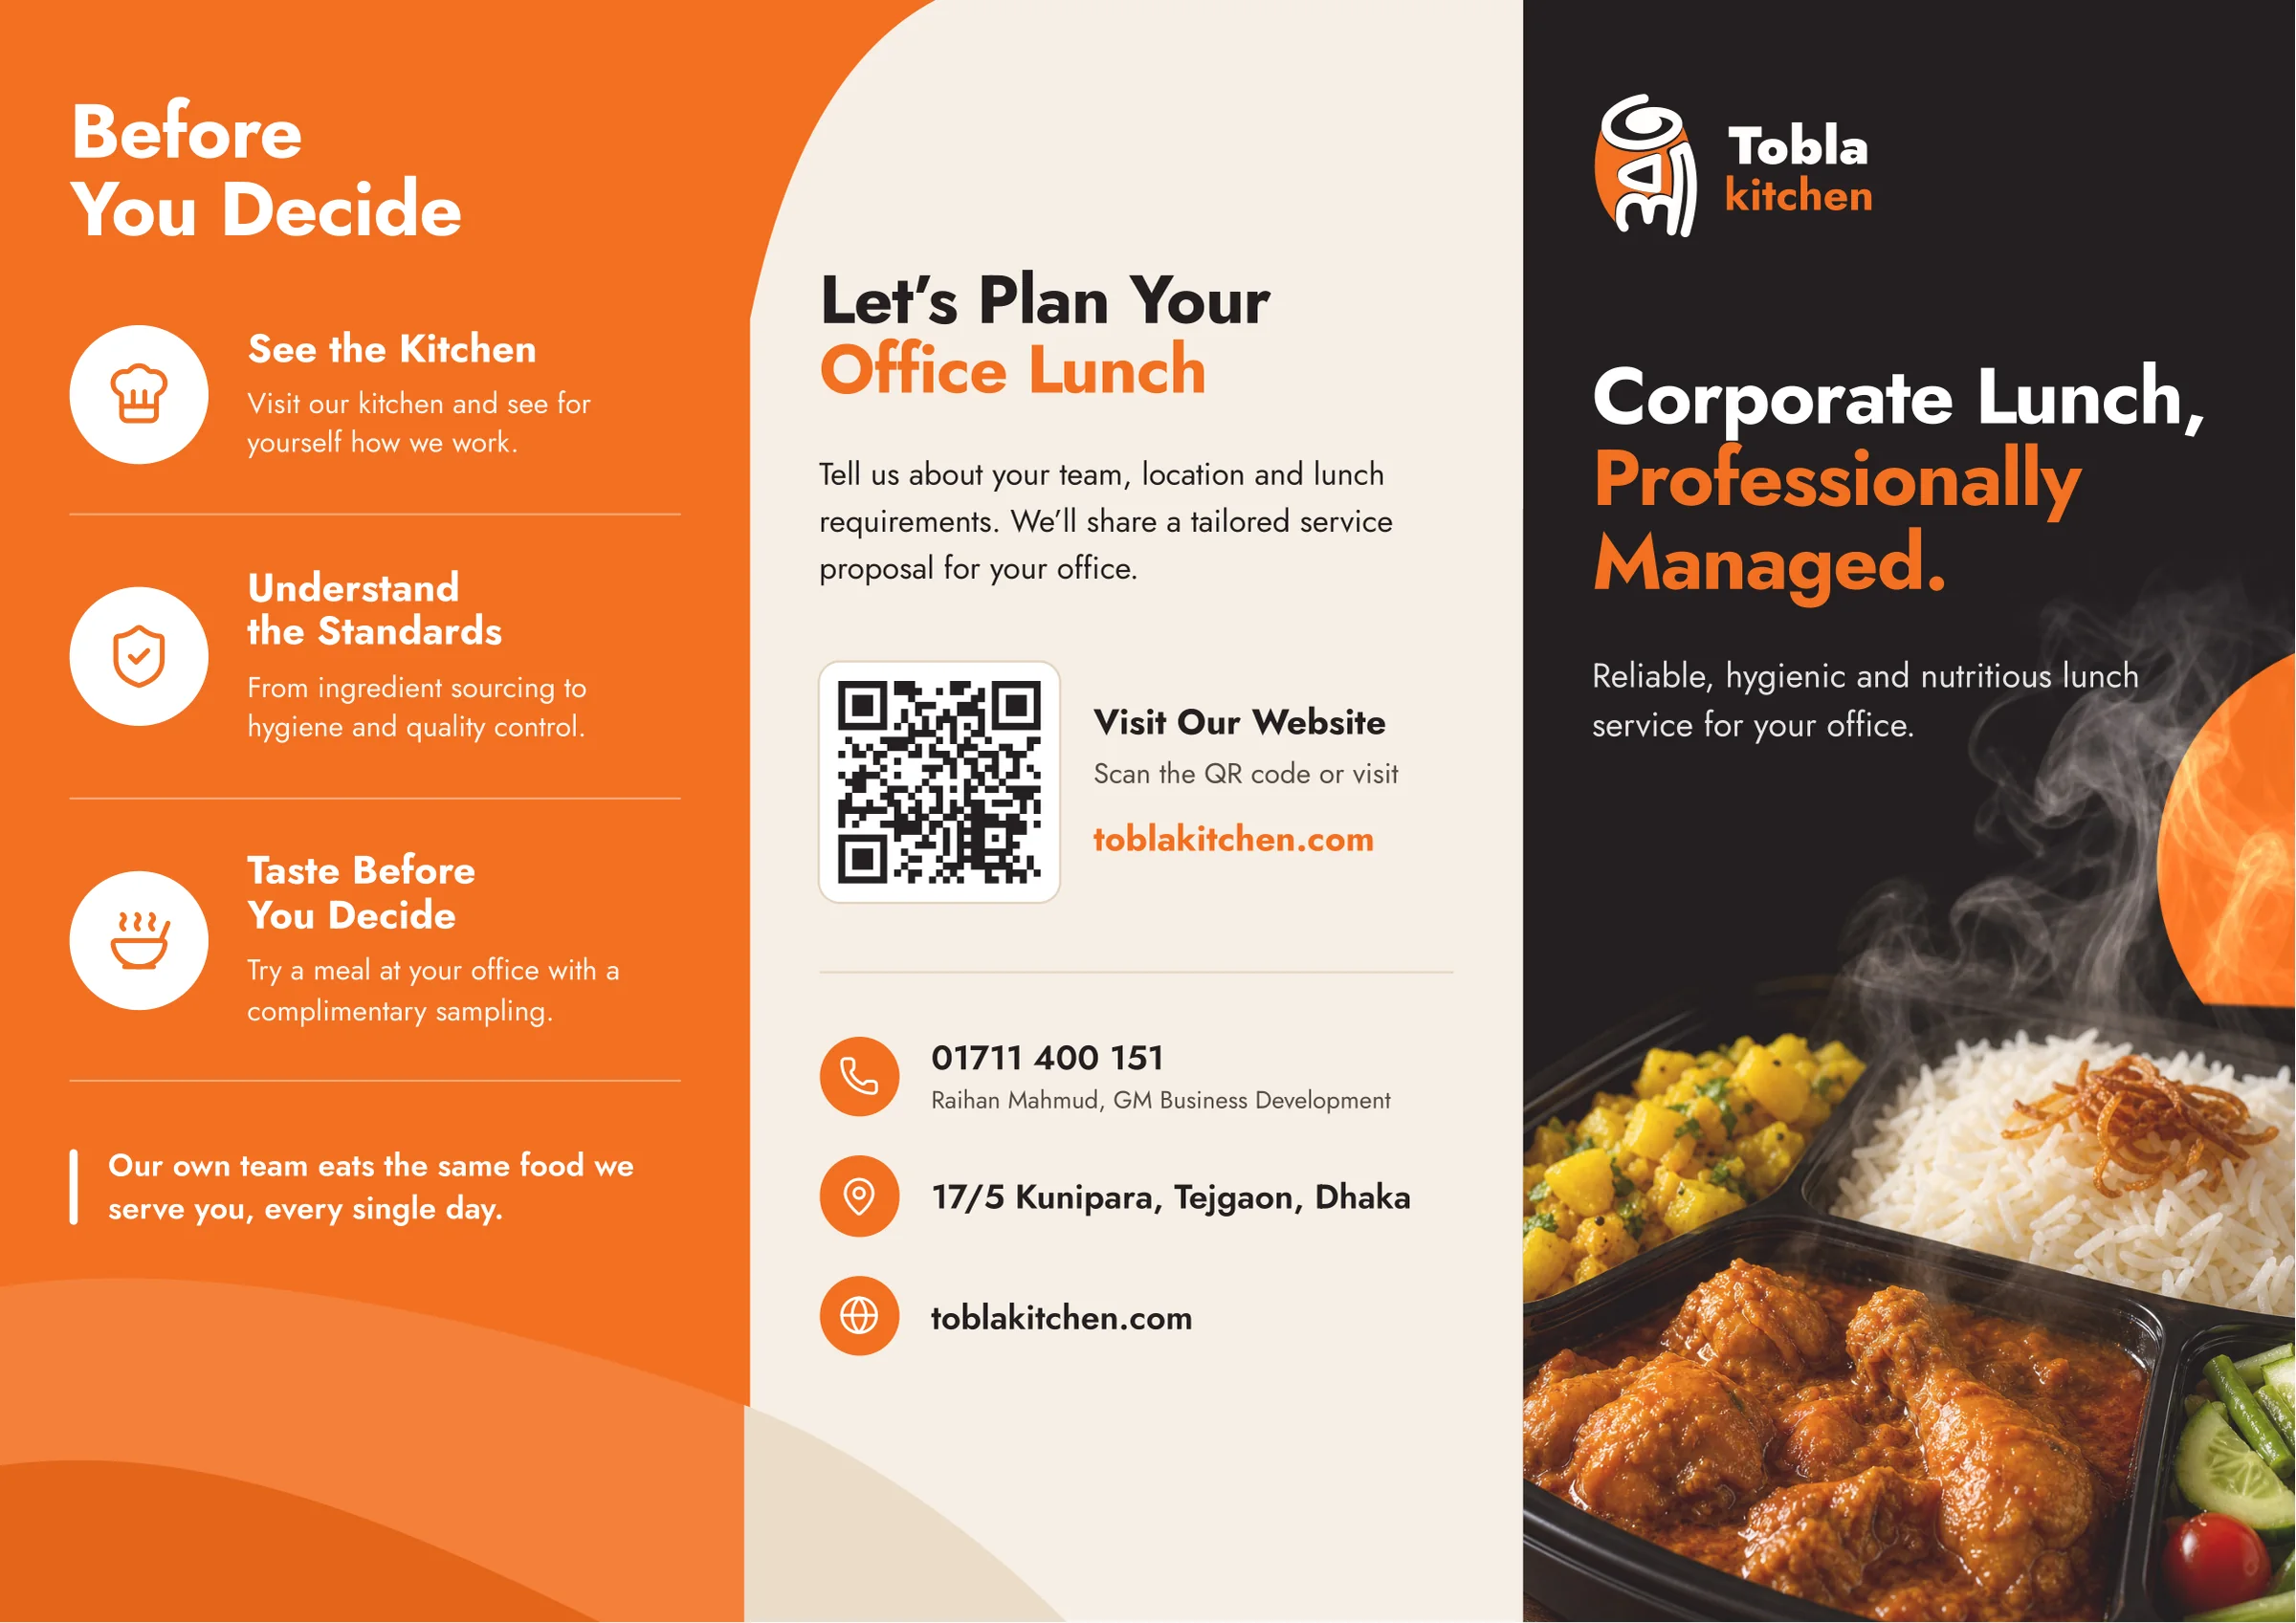 Before
You Decide
See the Kitchen
Visit our kitchen and see for
yourself how we work.
Understand
the Standards
From ingredient sourcing to
hygiene and quality control.
Taste Before
You Decide
Try a meal at your office with a
complimentary sampling.
Our own team eats the same food we
serve you, every single day.
Let's Plan Your
Office Lunch
Tell us about your team, location and lunch
requirements. We'll share a tailored service
proposal for your office.
Visit Our Website
Scan the QR code or visit
toblakitchen.com
01711 400 151
Raihan Mahmud, GM Business Development
17/5 Kunipara, Tejgaon, Dhaka
toblakitchen.com
Tobla
kitchen
Corporate Lunch,
Professionally
Managed.
Reliable, hygienic and nutritious lunch
service for your office.